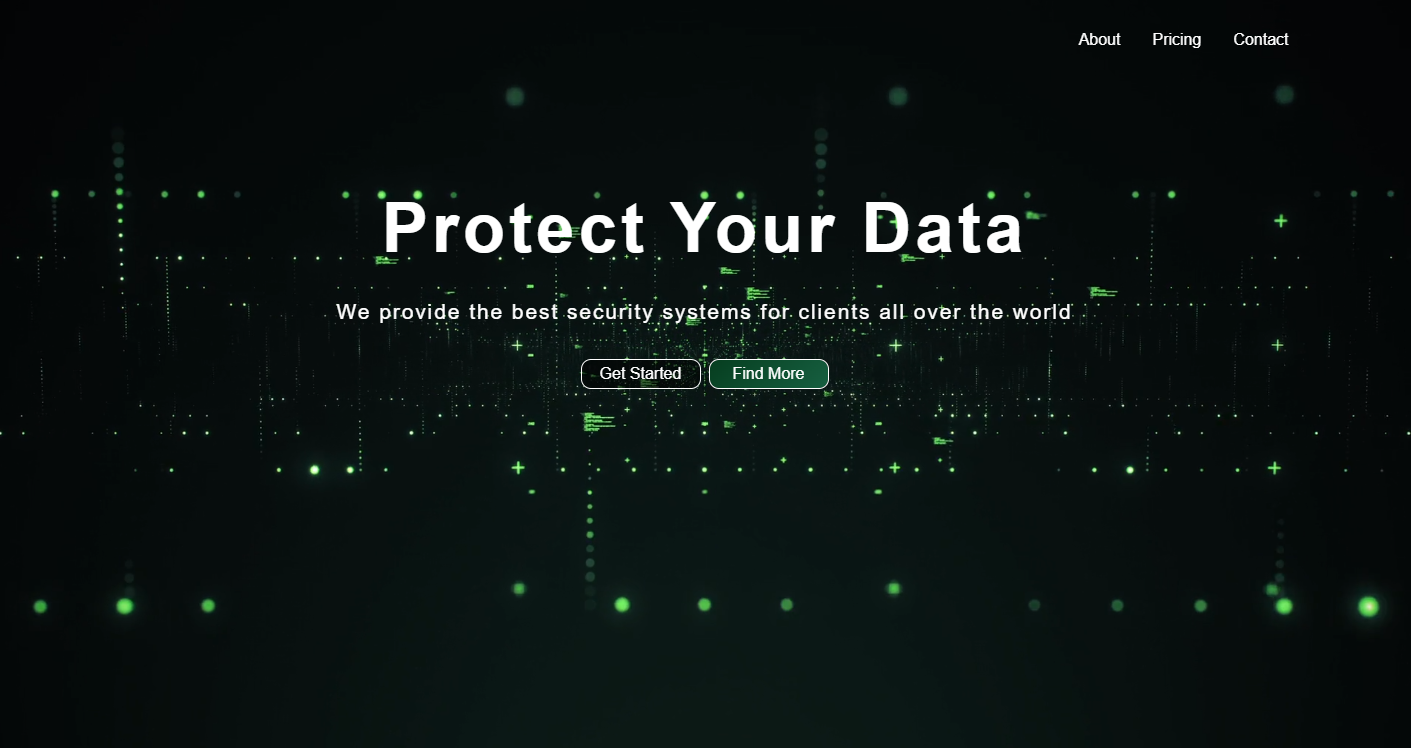 About Pricing Contact
Protect Your Data
We provide the best security systems for clients all over the world
Get Started Find More